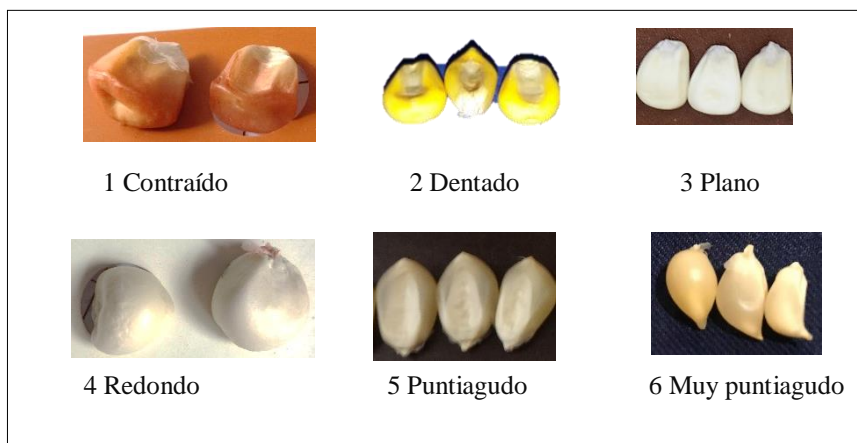 1 Contraído
2 Dentado
3 Plano
4 Redondo
5 Puntiagudo
6 Muy puntiagudo